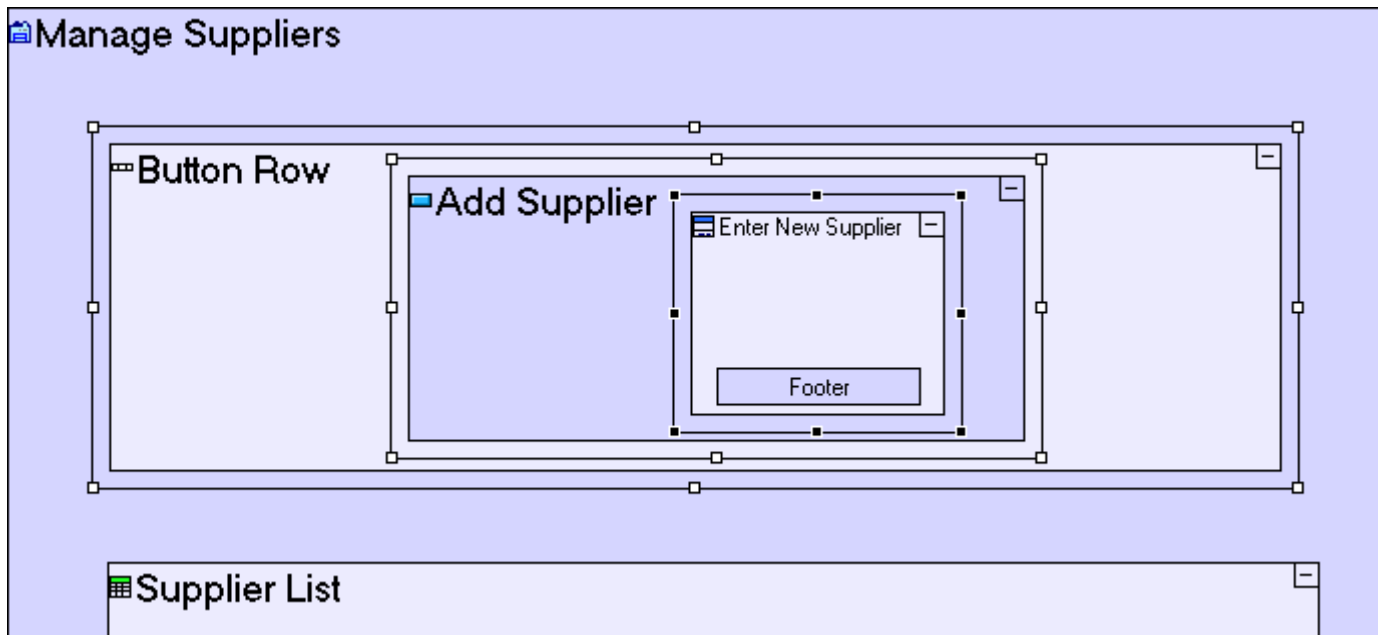 Manage Suppliers
Button Row
Add Supplier
Enter New Supplier
Footer
Supplier List